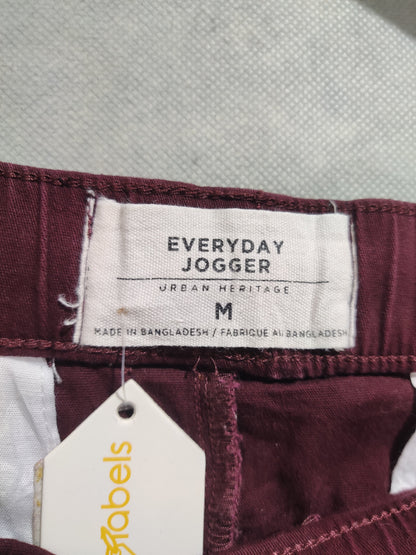 EVERYDAY
JOGGER
URBAN HERITAGE
M
MADE IN BANGLADESH / FABRIQUE AU BANGLADESH